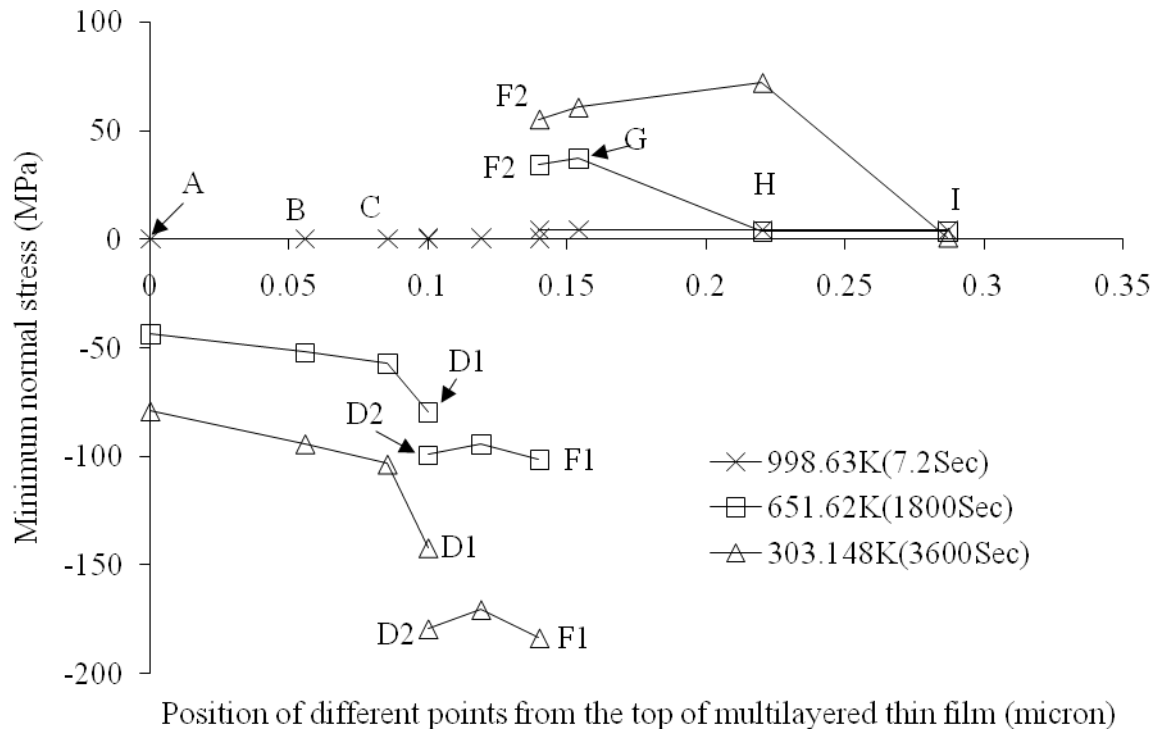 100
F2
50
G
F2
A
H
B
C
I
0
0
0.05
0.1
0.15
0.2
0.25
0.3
0.35
-50
D1
D2
-100
F1
998.63K(7.2Sec)
651.62K(1800Sec)
D1
303.148K(3600Sec)
-150
D2
F1
-200
Minimum normal stress (MPa)
Position of different points from the top of multilayered thin film (micron)